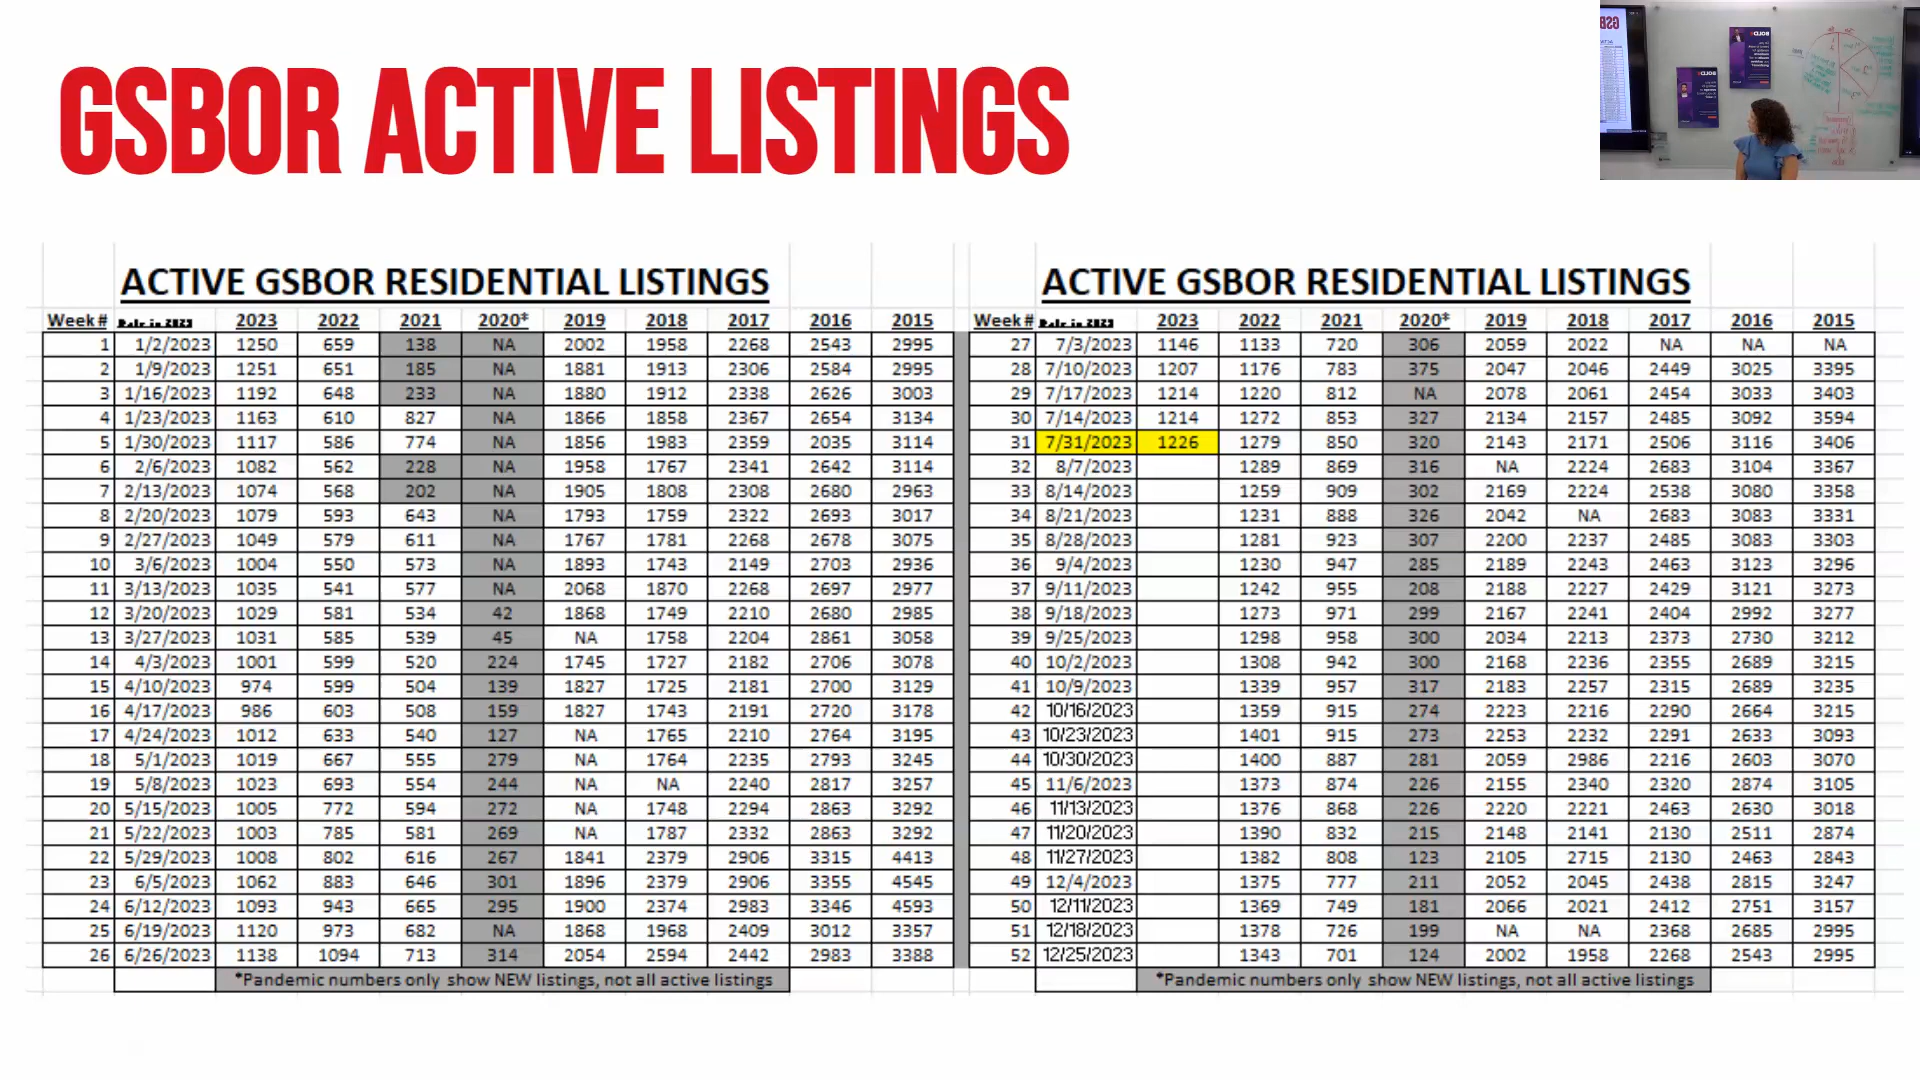 GSBOR ACTIVE LISTINGS
ACTIVE GSBOR RESIDENTIAL LISTINGS
Week # Date in 2023 2023 2022 2021 2020* 2019 2018 2017 2016 2015
1 1/2/2023 1250 659 138 NA 2002 1958 2268 2543 2995
2 1/9/2023 1251 651 185 NA 1881 1913 2306 2584 2995
3 1/16/2023 1192 648 233 NA 1880 1912 2338 2626 3003
4 1/23/2023 1163 610 827 NA 1866 1858 2367 2654 3134
5 1/30/2023 1117 586 774 NA 1856 1983 2359 2035 3114
6 2/6/2023 1082 562 228 NA 1958 1767 2341 2642 3114
7 2/13/2023 1074 568 202 NA 1905 1808 2308 2680 2963
8 2/20/2023 1079 593 643 NA 1793 1759 2322 2693 3017
9 2/27/2023 1049 579 611 NA 1767 1781 2268 2678 3075
10 3/6/2023 1004 550 573 NA 1893 1743 2149 2703 2936
11 3/13/2023 1035 541 577 NA 2068 1870 2268 2697 2977
12 3/20/2023 1029 581 534 42 1868 1749 2210 2680 2985
13 3/27/2023 1031 585 539 45 NA 1758 2204 2861 3058
14 4/3/2023 1001 599 520 224 1745 1727 2182 2706 3078
15 4/10/2023 974 599 504 139 1827 1725 2181 2700 3129
16 4/17/2023 986 603 508 159 1827 1743 2191 2720 3178
17 4/24/2023 1012 633 540 127 NA 1765 2210 2764 3195
18 5/1/2023 1019 667 555 279 NA 1764 2235 2793 3245
19 5/8/2023 1023 693 554 244 NA NA 2240 2817 3257
20 5/15/2023 1005 772 594 272 NA 1748 2294 2863 3292
21 5/22/2023 1003 785 581 269 NA 1787 2332 2863 3292
22 5/29/2023 1008 802 616 267 1841 2379 2906 3315 4413
23 6/5/2023 1062 883 646 301 1896 2379 2906 3355 4545
24 6/12/2023 1093 943 665 295 1900 2374 2983 3346 4593
25 6/19/2023 1120 973 682 NA 1868 1968 2409 3012 3357
26 6/26/2023 1138 1094 713 314 2054 2594 2442 2983 3388
*Pandemic numbers only show NEW listings, not all active listings
ACTIVE GSBOR RESIDENTIAL LISTINGS
Week # Date in 2023 2023 2022 2021 2020* 2019 2018 2017 2016 2015
27 7/3/2023 1146 1133 720 306 2059 2022 NA NA NA
28 7/10/2023 1207 1176 783 375 2047 2046 2449 3025 3395
29 7/17/2023 1214 1220 812 NA 2078 2061 2454 3033 3403
30 7/14/2023 1214 1272 853 327 2134 2157 2485 3092 3594
31 7/31/2023 1226 1279 850 320 2143 2171 2506 3116 3406
32 8/7/2023 1289 869 316 NA 2224 2683 3104 3367
33 8/14/2023 1259 909 302 2169 2224 2538 3080 3358
34 8/21/2023 1231 888 326 2042 NA 2683 3083 3331
35 8/28/2023 1281 923 307 2200 2237 2485 3083 3303
36 9/4/2023 1230 947 285 2189 2243 2463 3123 3296
37 9/11/2023 1242 955 208 2188 2227 2429 3121 3273
38 9/18/2023 1273 971 299 2167 2241 2404 2992 3277
39 9/25/2023 1298 958 300 2034 2213 2373 2730 3212
40 10/2/2023 1308 942 300 2168 2236 2355 2689 3215
41 10/9/2023 1339 957 317 2183 2257 2315 2689 3235
42 10/16/2023 1359 915 274 2223 2216 2290 2664 3215
43 10/23/2023 1401 915 273 2253 2232 2291 2633 3093
44 10/30/2023 1400 887 281 2059 2986 2216 2603 3070
45 11/6/2023 1373 874 226 2155 2340 2320 2874 3105
46 11/13/2023 1376 868 226 2220 2221 2463 2630 3018
47 11/20/2023 1390 832 215 2148 2141 2130 2511 2874
48 11/27/2023 1382 808 123 2105 2715 2130 2463 2843
49 12/4/2023 1375 777 211 2052 2045 2438 2815 3247
50 12/11/2023 1369 749 181 2066 2021 2412 2751 3157
51 12/18/2023 1378 726 199 NA NA 2368 2685 2995
52 12/25/2023 1343 701 124 2002 1958 2268 2543 2995
*Pandemic numbers only show NEW listings, not all active listings
BOLD
BOLD